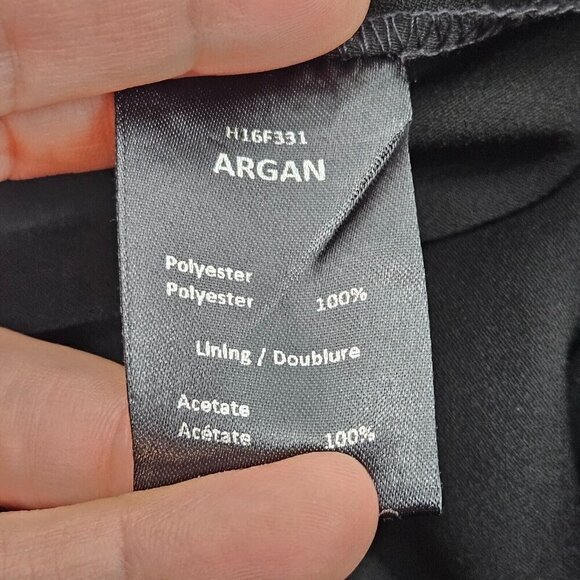 H16F331
ARGAN
Polyester
Polyester 100%
Lining / Doublure
Acetate
Acétate 100%